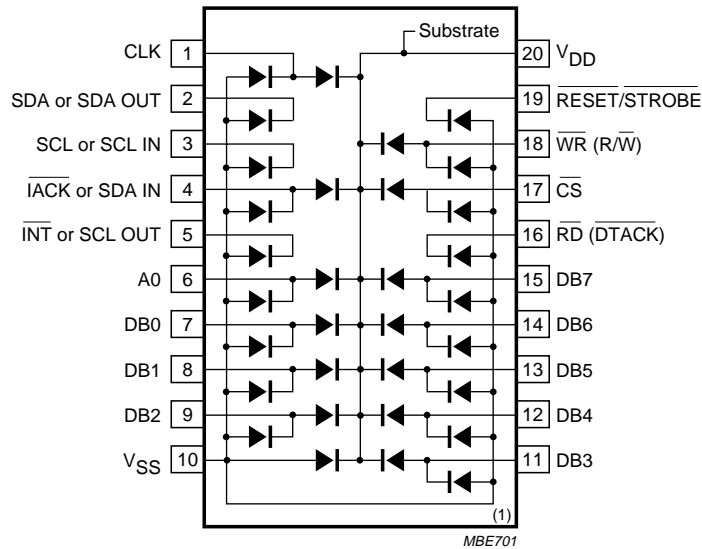 Substrate
CLK 1
SDA or SDA OUT 2
SCL or SCL IN 3
IACK or SDA IN 4
INT or SCL OUT 5
A0 6
DB0 7
DB1 8
DB2 9
VSS 10
20 VDD
19 RESET/STROBE
18 WR (R/W)
17 CS
16 RD (DTACK)
15 DB7
14 DB6
13 DB5
12 DB4
11 DB3
(1)
MBE701